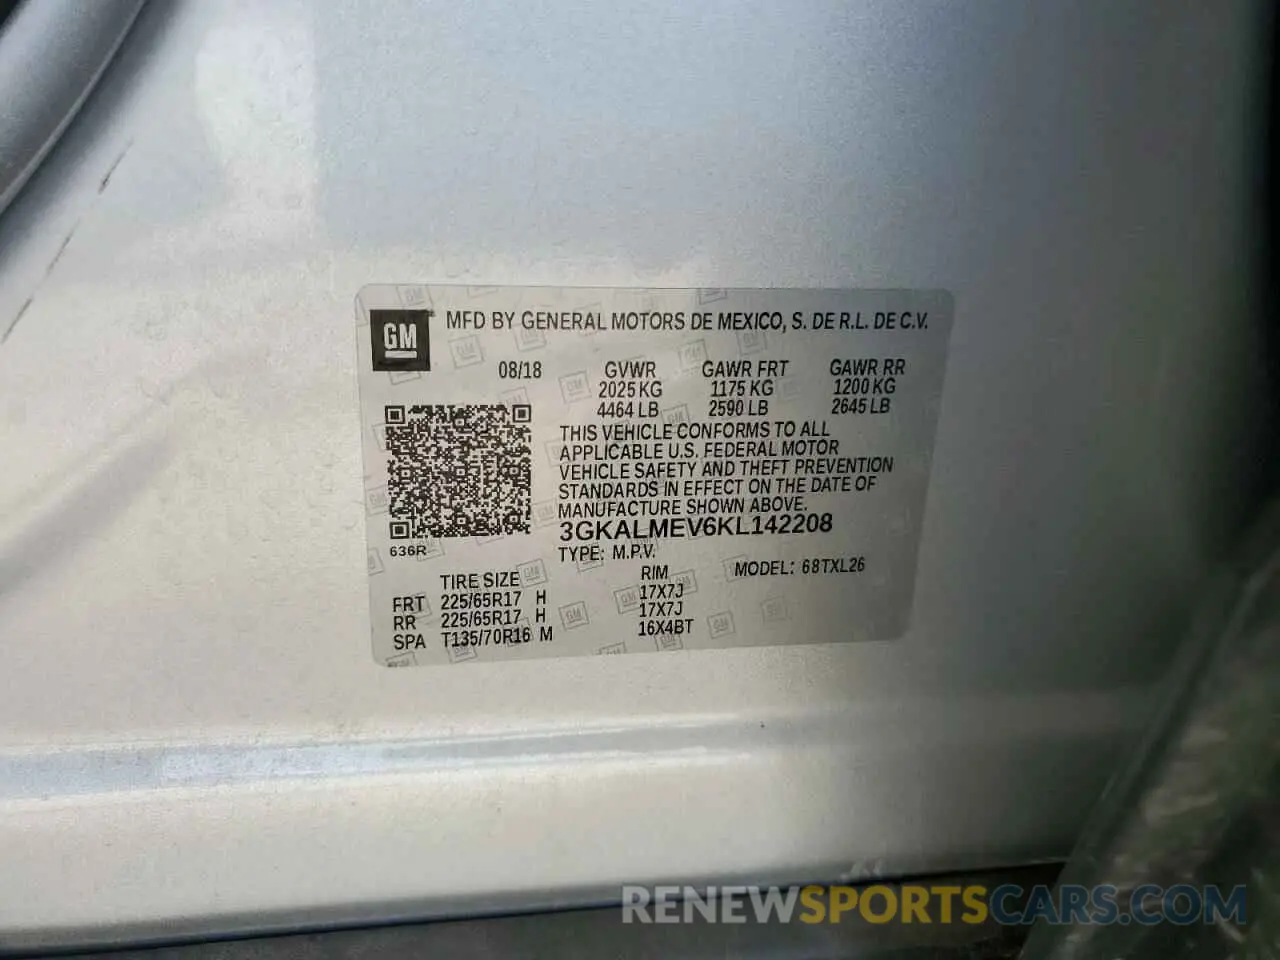 GM MFD BY GENERAL MOTORS DE MEXICO, S. DE R.L. DE C.V.
08/18 GVWR GAWR FRT GAWR RR
2025 KG 1175 KG 1200 KG
4464 LB 2590 LB 2645 LB
THIS VEHICLE CONFORMS TO ALL
APPLICABLE U.S. FEDERAL MOTOR
VEHICLE SAFETY AND THEFT PREVENTION
STANDARDS IN EFFECT ON THE DATE OF
MANUFACTURE SHOWN ABOVE.
3GKALMEV6KL142208
636R TYPE: M.P.V.
TIRE SIZE RIM MODEL: 68TXL26
FRT 225/65R17 H 17X7J
RR 225/65R17 H 17X7J
SPA T135/70R16 M 16X4BT
RENEWSPORTSCARS.COM